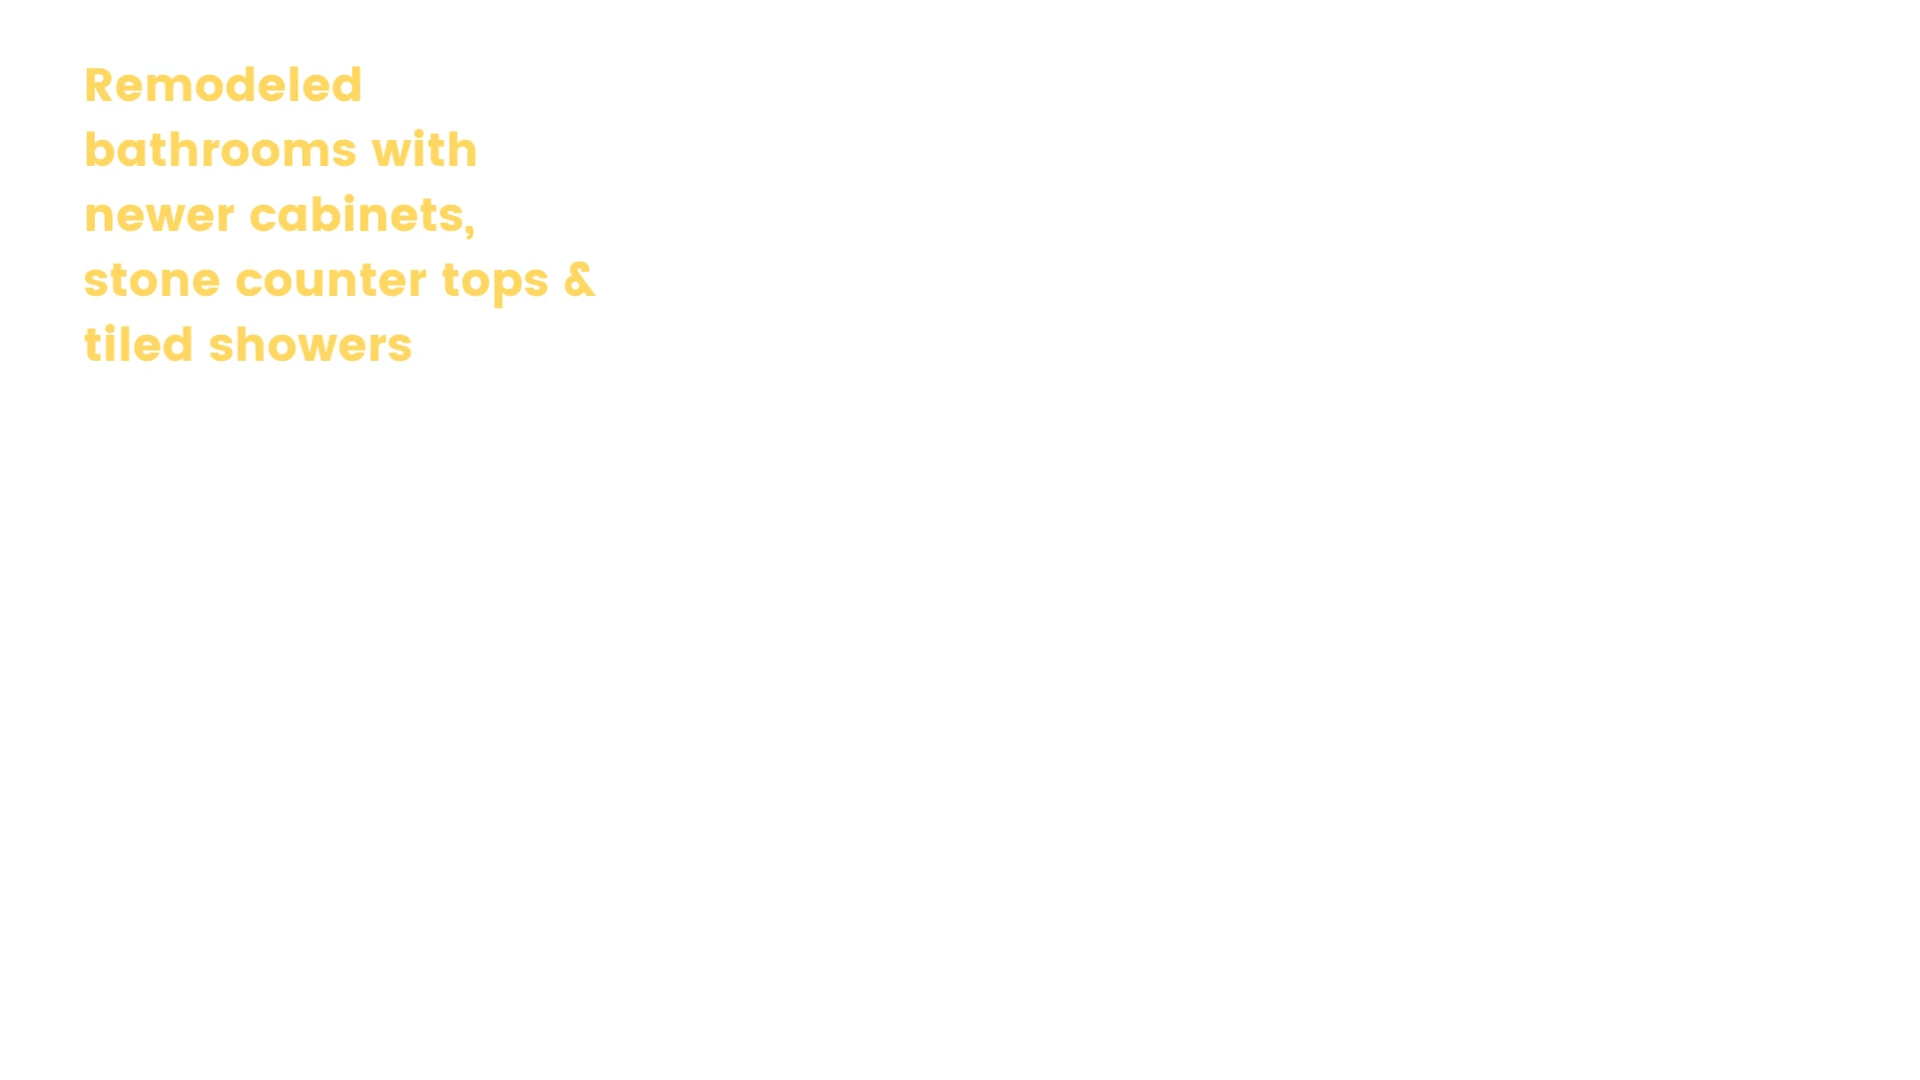 Remodeled
bathrooms with
newer cabinets,
stone counter tops &
tiled showers